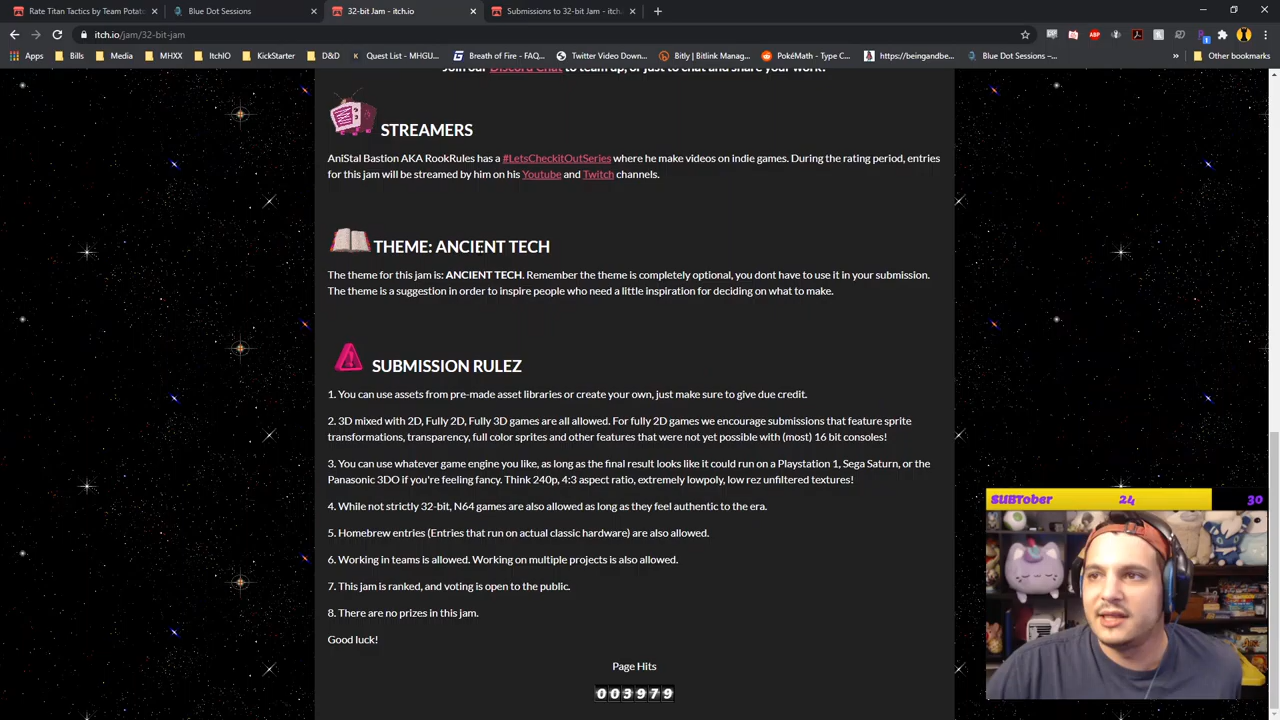 Rate Titan Tactics by Team Potato
Blue Dot Sessions
32-bit Jam - itch.io
Submissions to 32-bit Jam - itch.i
itch.io/jam/32-bit-jam
Apps
Bills
Media
MHXX
ItchIO
KickStarter
D&D
Quest List - MHGU...
Breath of Fire - FAQ...
Twitter Video Down...
Bitly | Bitlink Manag...
PokéMath - Type C...
https://beingandbe...
Blue Dot Sessions –...
»
Other bookmarks
Join our Discord Chat to team up, or just to chat and share your work!
STREAMERS
AniStal Bastion AKA RookRules has a #LetsCheckitOutSeries where he make videos on indie games. During the rating period, entries
for this jam will be streamed by him on his Youtube and Twitch channels.
THEME: ANCIENT TECH
The theme for this jam is: ANCIENT TECH. Remember the theme is completely optional, you dont have to use it in your submission.
The theme is a suggestion in order to inspire people who need a little inspiration for deciding on what to make.
SUBMISSION RULEZ
1. You can use assets from pre-made asset libraries or create your own, just make sure to give due credit.
2. 3D mixed with 2D, Fully 2D, Fully 3D games are all allowed. For fully 2D games we encourage submissions that feature sprite
transformations, transparency, full color sprites and other features that were not yet possible with (most) 16 bit consoles!
3. You can use whatever game engine you like, as long as the final result looks like it could run on a Playstation 1, Sega Saturn, or the
Panasonic 3DO if you're feeling fancy. Think 240p, 4:3 aspect ratio, extremely lowpoly, low rez unfiltered textures!
4. While not strictly 32-bit, N64 games are also allowed as long as they feel authentic to the era.
5. Homebrew entries (Entries that run on actual classic hardware) are also allowed.
6. Working in teams is allowed. Working on multiple projects is also allowed.
7. This jam is ranked, and voting is open to the public.
8. There are no prizes in this jam.
Good luck!
Page Hits
003979
SUBTober 24 30